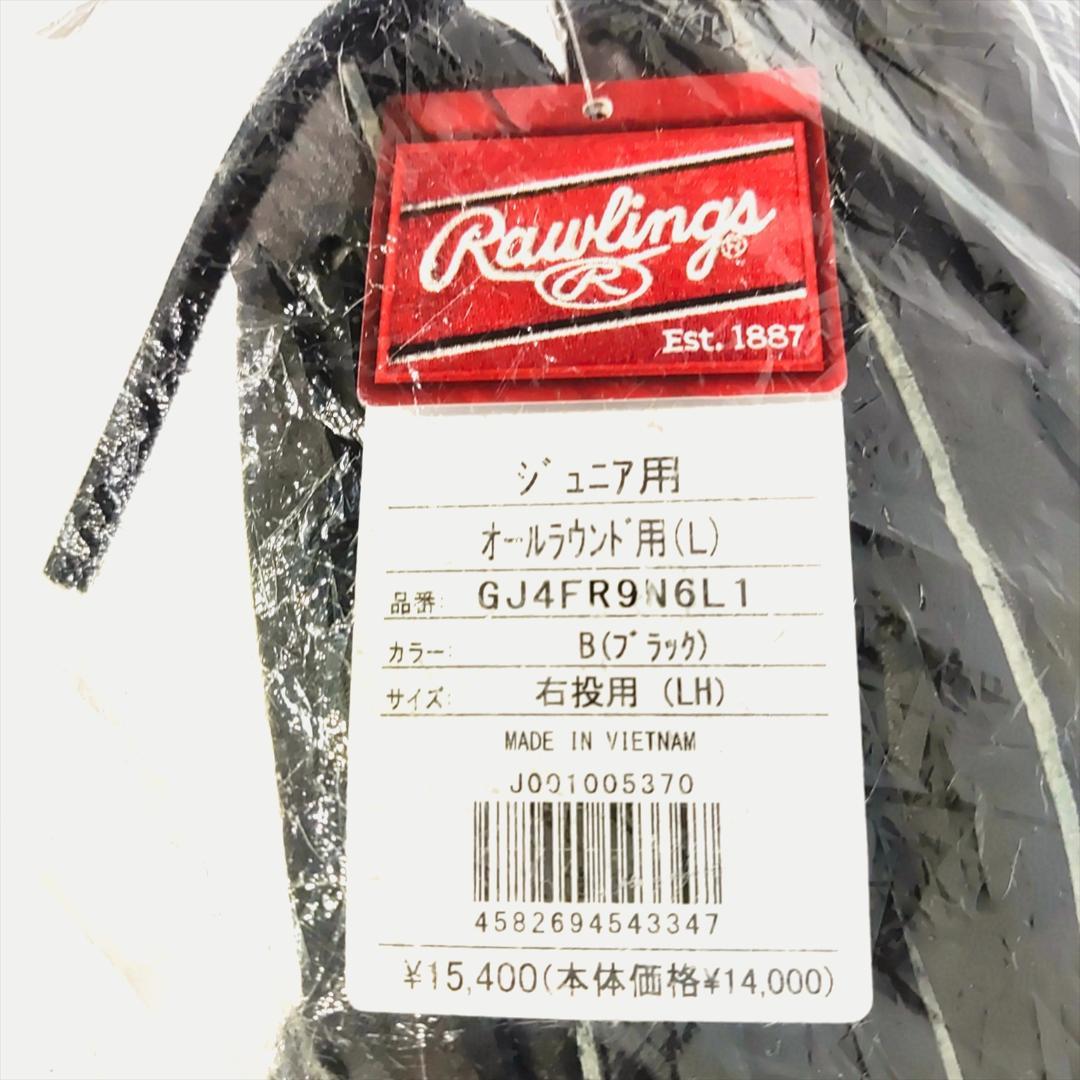 Rawlings®
R
Est. 1887
ジュニア用
オールラウンド用(L)
品番: GJ4FR9N6L1
カラー: B(ブラック)
サイズ: 右投用 (LH)
MADE IN VIETNAM
J001005370
4582694543347
¥15,400(本体価格¥14,000)